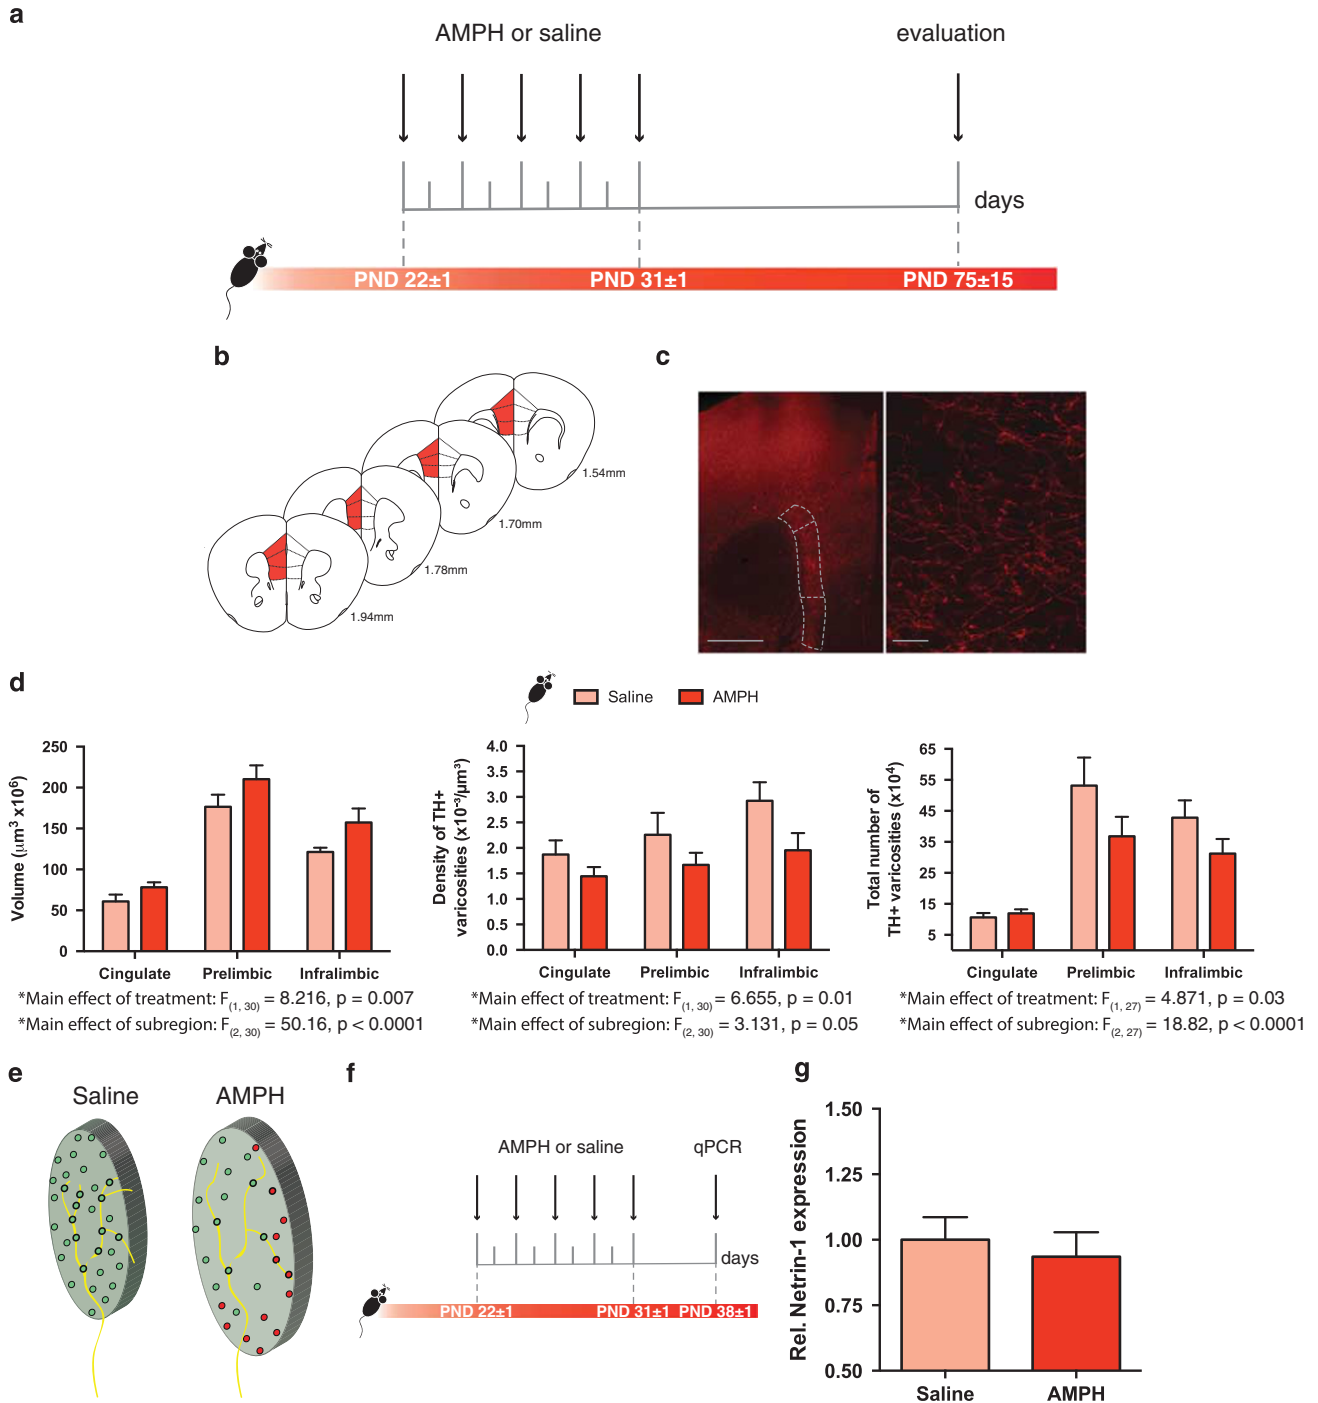 a
AMPH or saline
evaluation
days
PND 22±1
PND 31±1
PND 75±15
b
1.54mm
1.70mm
1.78mm
1.94mm
c
d
Saline
AMPH
Volume (µm³ x10⁶)
250
200
150
100
50
0
Cingulate
Prelimbic
Infralimbic
*Main effect of treatment: F(1, 30) = 8.216, p = 0.007
*Main effect of subregion: F(2, 30) = 50.16, p < 0.0001
Density of TH+
varicosities (x10⁻³/µm³)
4.0
3.5
3.0
2.5
2.0
1.5
1.0
0.5
0.0
Cingulate
Prelimbic
Infralimbic
*Main effect of treatment: F(1, 30) = 6.655, p = 0.01
*Main effect of subregion: F(2, 30) = 3.131, p = 0.05
Total number of
TH+ varicosities (x10⁴)
65
55
45
35
25
15
5
Cingulate
Prelimbic
Infralimbic
*Main effect of treatment: F(1, 27) = 4.871, p = 0.03
*Main effect of subregion: F(2, 27) = 18.82, p < 0.0001
e
Saline
AMPH
f
AMPH or saline
qPCR
days
PND 22±1
PND 31±1
PND 38±1
g
Rel. Netrin-1 expression
1.50
1.25
1.00
0.75
0.50
Saline
AMPH